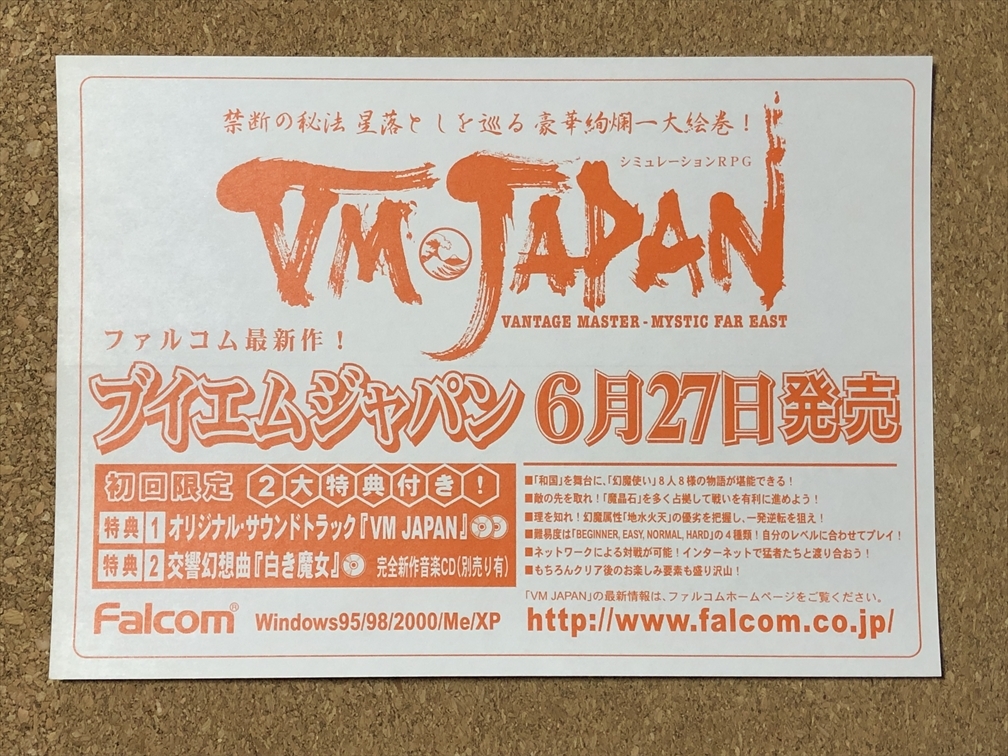 禁断の秘法 星落としを巡る 豪華絢爛一大絵巻！
シミュレーションRPG
VM JAPAN
VANTAGE MASTER - MYSTIC FAR EAST
ファルコム最新作！
ブイエムジャパン 6月27日発売
初回限定 2大特典付き！
特典 1 オリジナル・サウンドトラック『VM JAPAN』
特典 2 交響幻想曲『白き魔女』 完全新作音楽CD（別売り有）
Falcom® Windows95/98/2000/Me/XP
■「和国」を舞台に、「幻魔使い」8人8様の物語が堪能できる！
■敵の先を取れ！「魔晶石」を多く占拠して戦いを有利に進めよう！
■理を知れ！幻魔属性「地水火天」の優劣を把握し、一発逆転を狙え！
■難易度は「BEGINNER, EASY, NORMAL, HARD」の4種類！自分のレベルに合わせてプレイ！
■ネットワークによる対戦が可能！インターネットで猛者たちと渡り合おう！
■もちろんクリア後のお楽しみ要素も盛り沢山！
「VM JAPAN」の最新情報は、ファルコムホームページをご覧ください。
http://www.falcom.co.jp/